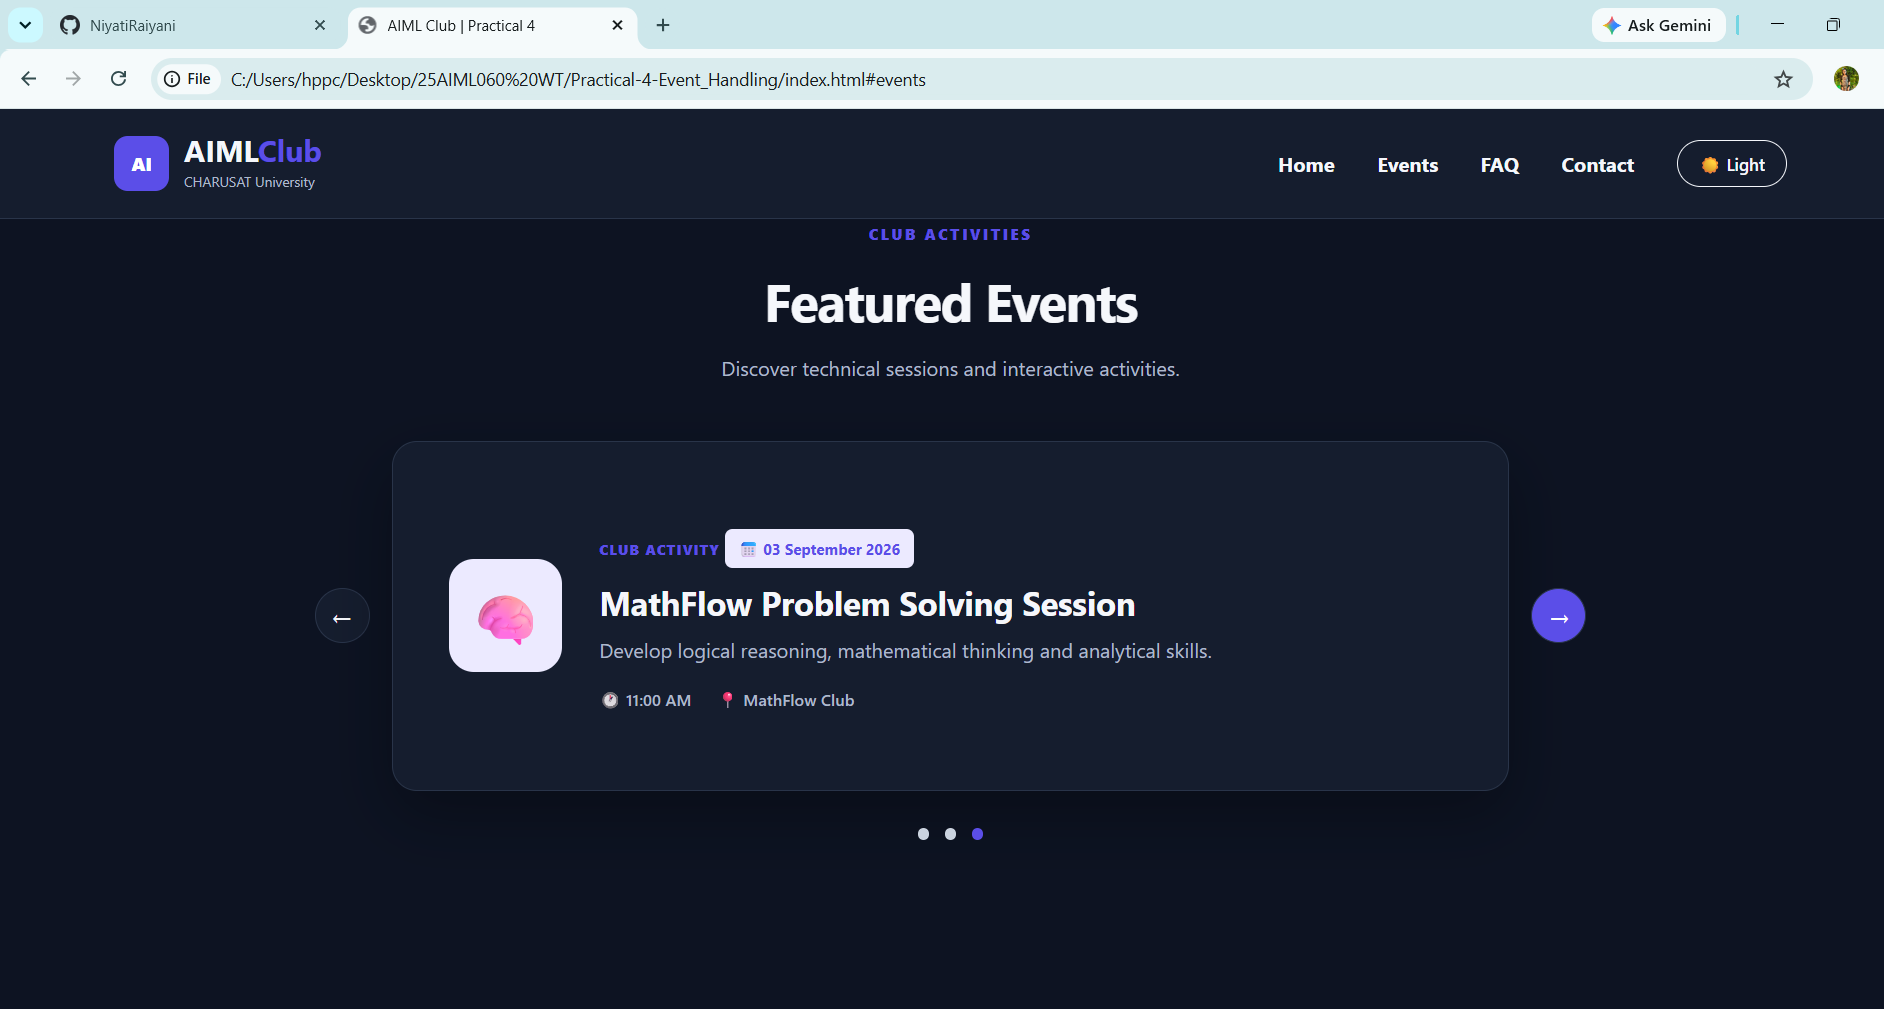 NiyatiRaiyani
AIML Club | Practical 4
Ask Gemini
File
C:/Users/hppc/Desktop/25AIML060%20WT/Practical-4-Event_Handling/index.html#events
AI
AIMLClub
CHARUSAT University
Home
Events
FAQ
Contact
Light
CLUB ACTIVITIES
Featured Events
Discover technical sessions and interactive activities.
CLUB ACTIVITY
03 September 2026
MathFlow Problem Solving Session
Develop logical reasoning, mathematical thinking and analytical skills.
11:00 AM
MathFlow Club